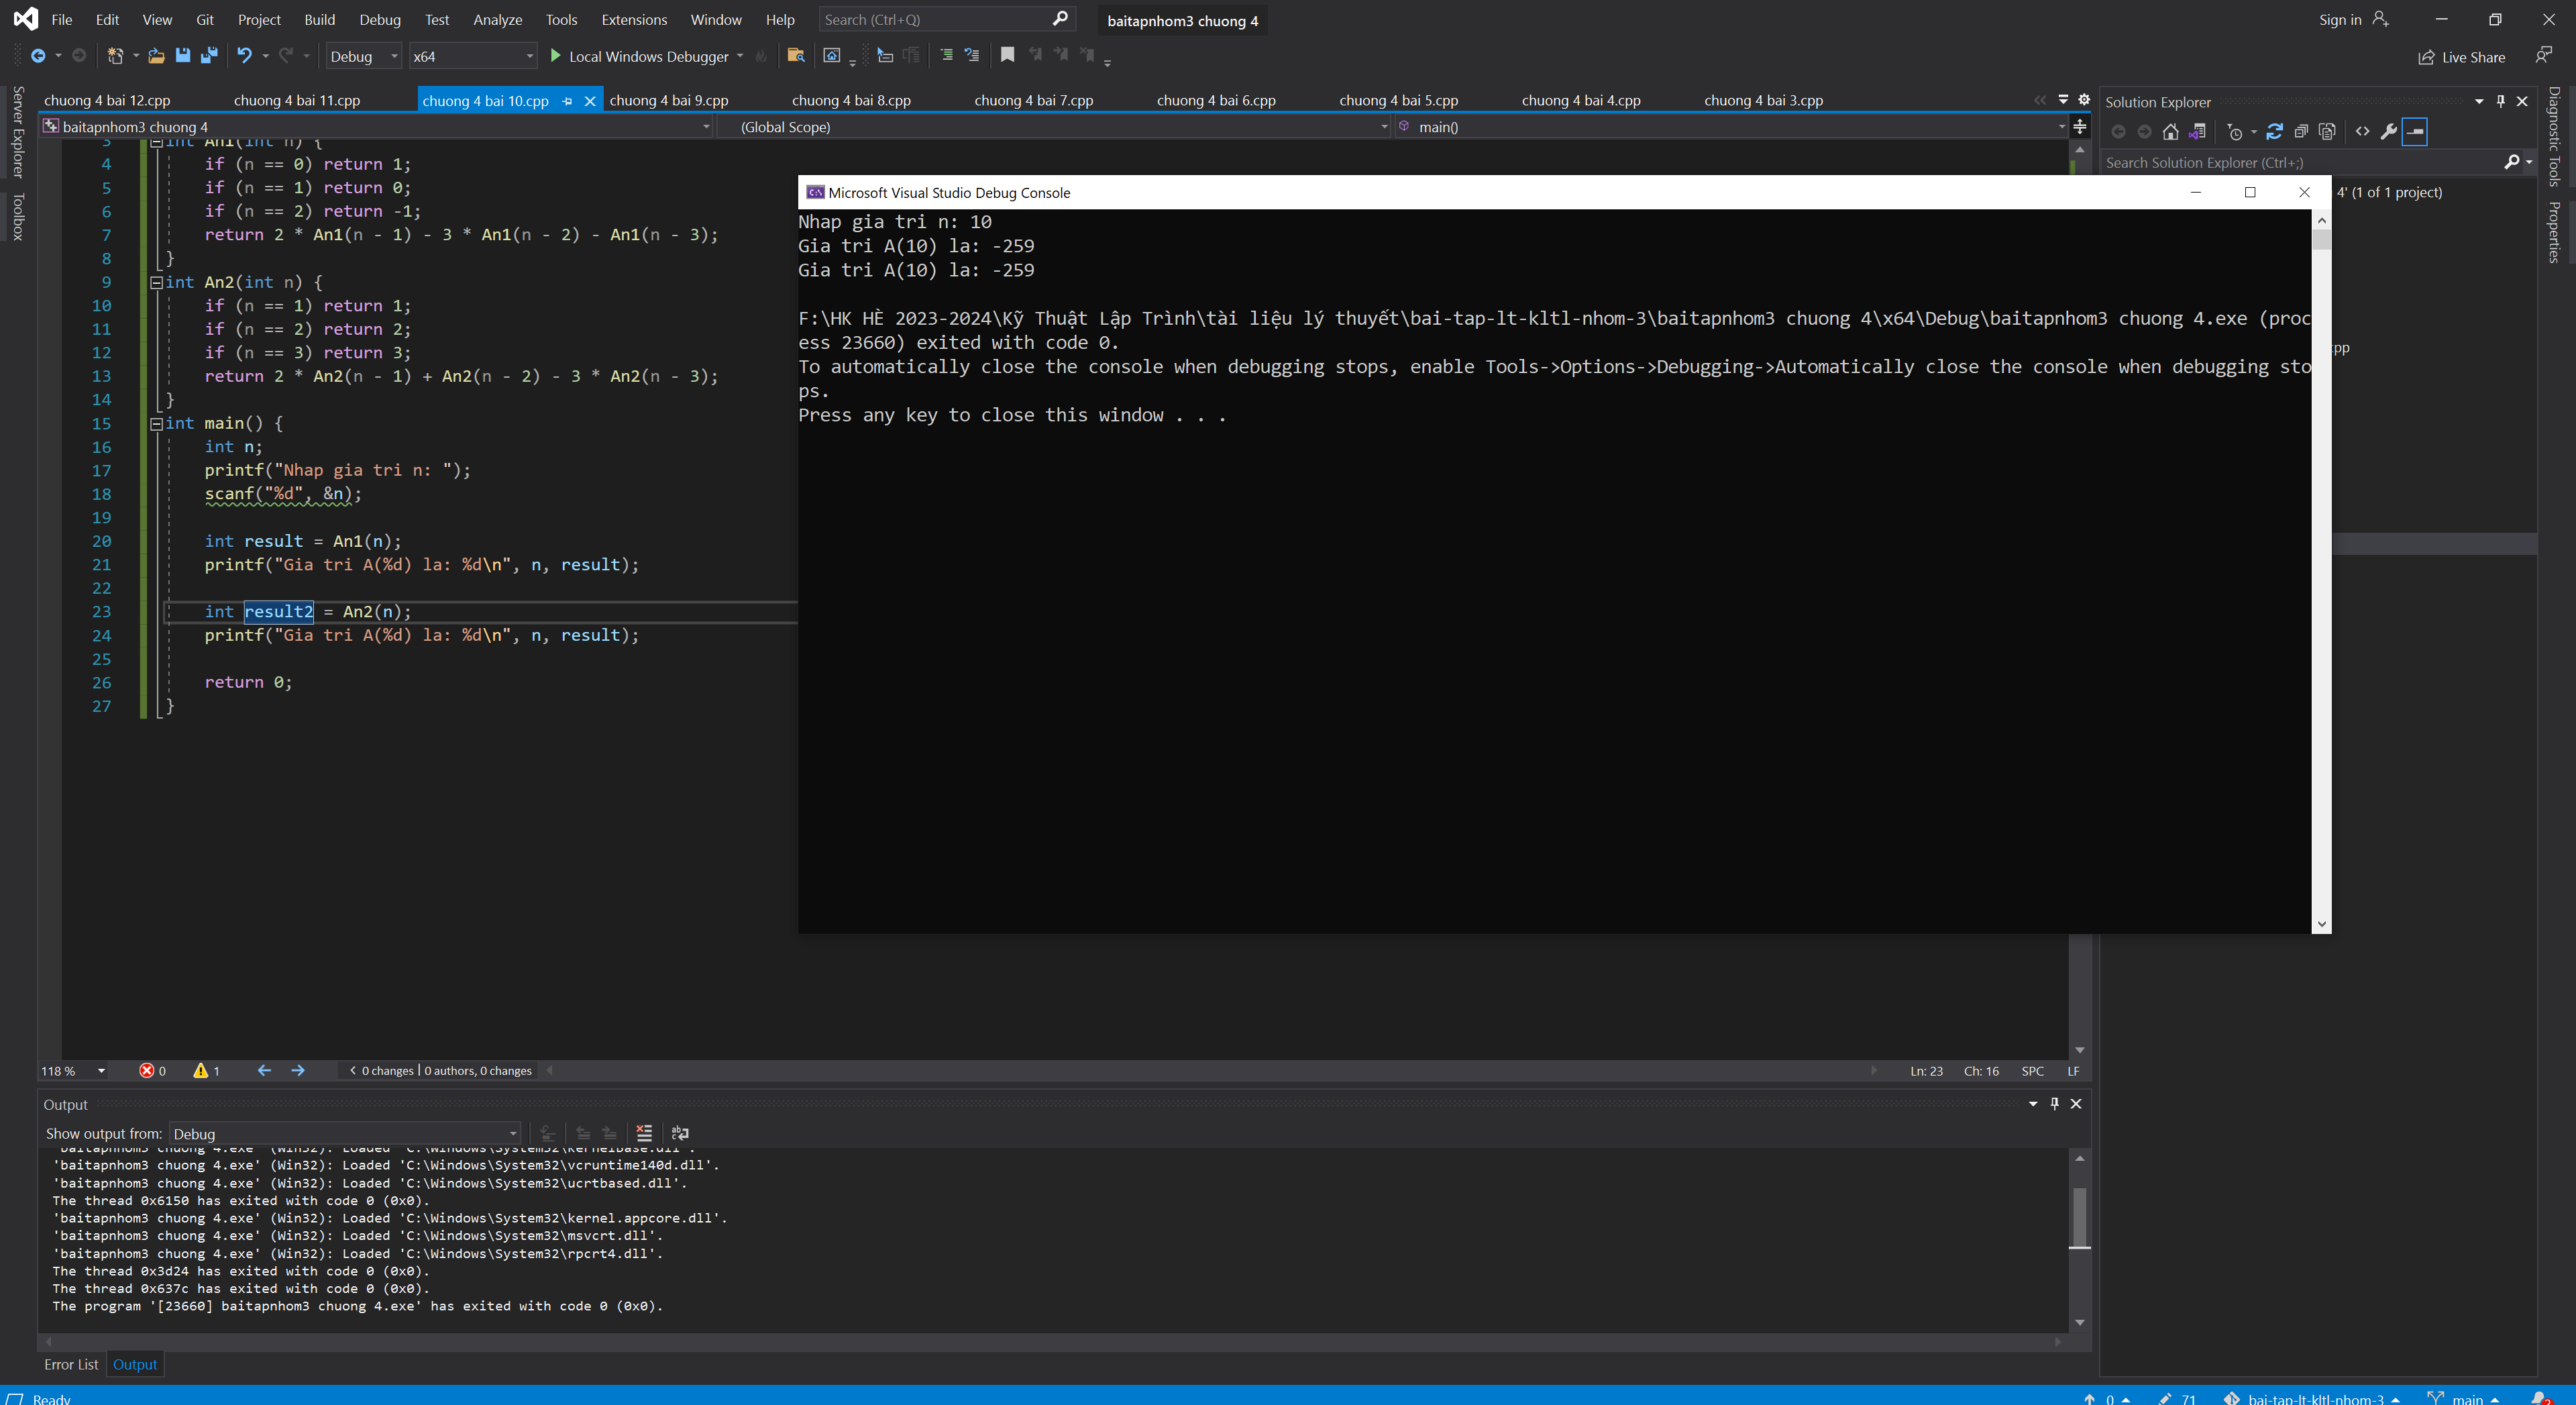 File Edit View Git Project Build Debug Test Analyze Tools Extensions Window Help Search (Ctrl+Q) baitapnhom3 chuong 4 Sign in
Debug x64 Local Windows Debugger Live Share
Server Explorer
Toolbox
chuong 4 bai 12.cpp chuong 4 bai 11.cpp chuong 4 bai 10.cpp chuong 4 bai 9.cpp chuong 4 bai 8.cpp chuong 4 bai 7.cpp chuong 4 bai 6.cpp chuong 4 bai 5.cpp chuong 4 bai 4.cpp chuong 4 bai 3.cpp
baitapnhom3 chuong 4 (Global Scope) main()
3 int An1(int n) {
4 if (n == 0) return 1;
5 if (n == 1) return 0;
6 if (n == 2) return -1;
7 return 2 * An1(n - 1) - 3 * An1(n - 2) - An1(n - 3);
8 }
9 int An2(int n) {
10 if (n == 1) return 1;
11 if (n == 2) return 2;
12 if (n == 3) return 3;
13 return 2 * An2(n - 1) + An2(n - 2) - 3 * An2(n - 3);
14 }
15 int main() {
16 int n;
17 printf("Nhap gia tri n: ");
18 scanf("%d", &n);
19
20 int result = An1(n);
21 printf("Gia tri A(%d) la: %d\n", n, result);
22
23 int result2 = An2(n);
24 printf("Gia tri A(%d) la: %d\n", n, result);
25
26 return 0;
27 }
Microsoft Visual Studio Debug Console
Nhap gia tri n: 10
Gia tri A(10) la: -259
Gia tri A(10) la: -259
F:\HK HÈ 2023-2024\Kỹ Thuật Lập Trình\tài liệu lý thuyết\bai-tap-lt-kltl-nhom-3\baitapnhom3 chuong 4\x64\Debug\baitapnhom3 chuong 4.exe (proc
ess 23660) exited with code 0.
To automatically close the console when debugging stops, enable Tools->Options->Debugging->Automatically close the console when debugging sto
ps.
Press any key to close this window . . .
Solution Explorer
Search Solution Explorer (Ctrl+;)
4' (1 of 1 project)
cpp
Diagnostic Tools
Properties
118 % 0 1 0 changes | 0 authors, 0 changes Ln: 23 Ch: 16 SPC LF
Output
Show output from: Debug
'baitapnhom3 chuong 4.exe' (Win32): Loaded 'C:\Windows\System32\KernelBase.dll'.
'baitapnhom3 chuong 4.exe' (Win32): Loaded 'C:\Windows\System32\vcruntime140d.dll'.
'baitapnhom3 chuong 4.exe' (Win32): Loaded 'C:\Windows\System32\ucrtbased.dll'.
The thread 0x6150 has exited with code 0 (0x0).
'baitapnhom3 chuong 4.exe' (Win32): Loaded 'C:\Windows\System32\kernel.appcore.dll'.
'baitapnhom3 chuong 4.exe' (Win32): Loaded 'C:\Windows\System32\msvcrt.dll'.
'baitapnhom3 chuong 4.exe' (Win32): Loaded 'C:\Windows\System32\rpcrt4.dll'.
The thread 0x3d24 has exited with code 0 (0x0).
The thread 0x637c has exited with code 0 (0x0).
The program '[23660] baitapnhom3 chuong 4.exe' has exited with code 0 (0x0).
Error List Output
Ready 0 71 bai-tap-lt-kltl-nhom-3 main 2